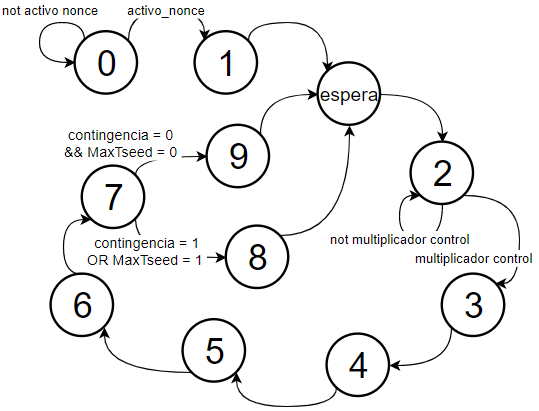 not activo nonce
activo_nonce
0
1
espera
contingencia = 0
&& MaxTseed = 0
9
2
7
not multiplicador control
contingencia = 1
OR MaxTseed = 1
8
multiplicador control
6
3
5
4